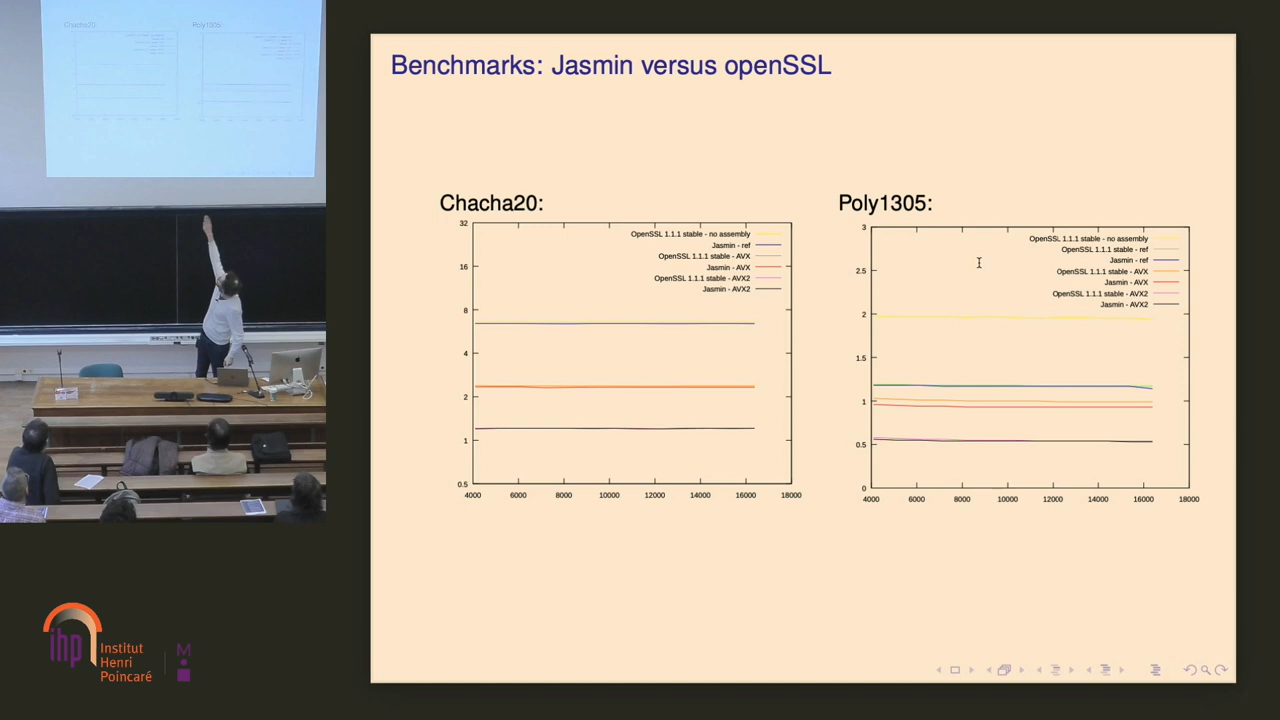 Chacha20:
Poly1305:
Benchmarks: Jasmin versus openSSL
Chacha20:
32
16
8
4
2
1
0.5
OpenSSL 1.1.1 stable - no assembly
Jasmin - ref
OpenSSL 1.1.1 stable - AVX
Jasmin - AVX
OpenSSL 1.1.1 stable - AVX2
Jasmin - AVX2
4000 6000 8000 10000 12000 14000 16000 18000
Poly1305:
3
2.5
2
1.5
1
0.5
0
OpenSSL 1.1.1 stable - no assembly
OpenSSL 1.1.1 stable - ref
Jasmin - ref
OpenSSL 1.1.1 stable - AVX
Jasmin - AVX
OpenSSL 1.1.1 stable - AVX2
Jasmin - AVX2
4000 6000 8000 10000 12000 14000 16000 18000
ihp
Institut
Henri
Poincaré